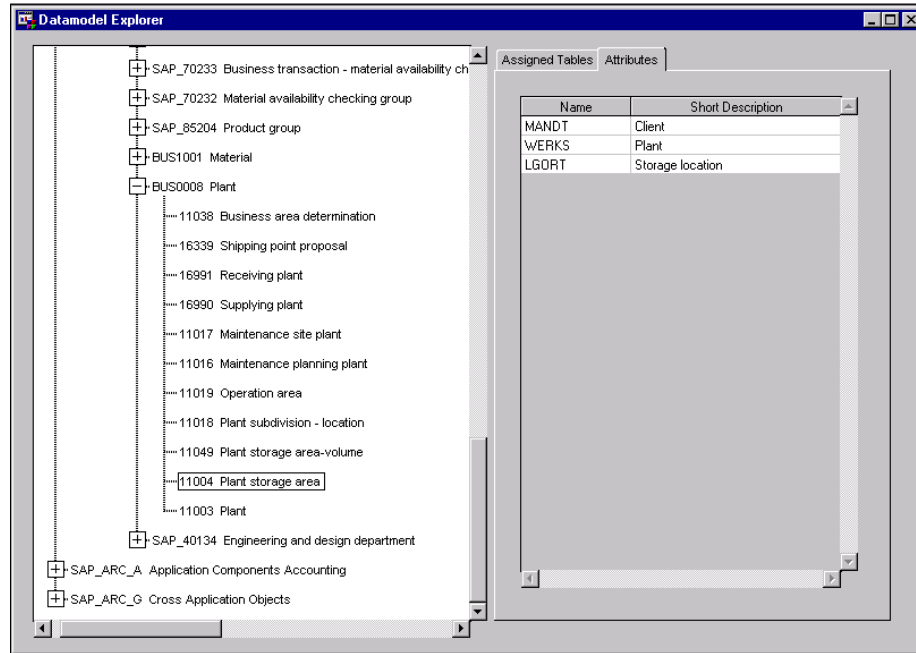 Datamodel Explorer
SAP_70233 Business transaction - material availability ch
SAP_70232 Material availability checking group
SAP_85204 Product group
BUS1001 Material
BUS0008 Plant
11038 Business area determination
16339 Shipping point proposal
16991 Receiving plant
16990 Supplying plant
11017 Maintenance site plant
11016 Maintenance planning plant
11019 Operation area
11018 Plant subdivision - location
11049 Plant storage area-volume
11004 Plant storage area
11003 Plant
SAP_40134 Engineering and design department
SAP_ARC_A Application Components Accounting
SAP_ARC_G Cross Application Objects
Assigned Tables Attributes
Name Short Description
MANDT Client
WERKS Plant
LGORT Storage location